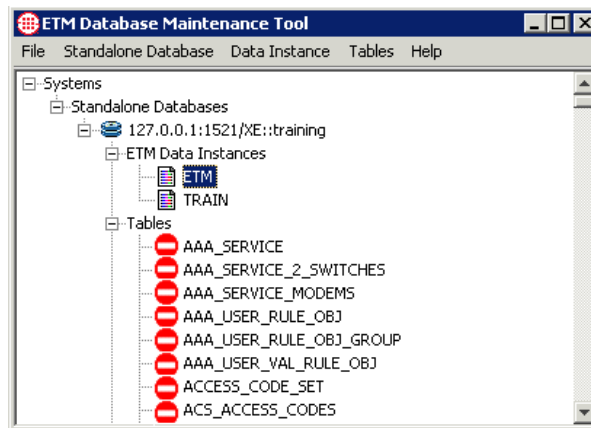 ETM Database Maintenance Tool
File Standalone Database Data Instance Tables Help
Systems
Standalone Databases
127.0.0.1:1521/XE::training
ETM Data Instances
ETM
TRAIN
Tables
AAA_SERVICE
AAA_SERVICE_2_SWITCHES
AAA_SERVICE_MODEMS
AAA_USER_RULE_OBJ
AAA_USER_RULE_OBJ_GROUP
AAA_USER_VAL_RULE_OBJ
ACCESS_CODE_SET
ACS_ACCESS_CODES